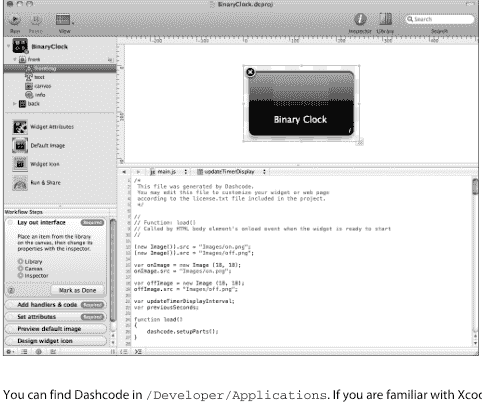 BinaryClock.dcproj
Run Pause View Inspector Library Search
Search
BinaryClock
front
text
canvas
info
back
Widget Attributes
Default Image
Widget Icon
Run & Share
Binary Clock
main.js updateTimerDisplay
/*
This file was generated by Dashcode.
You may edit this file to customize your widget or web page
according to the license.txt file included in the project.
*/
//
// Function: load()
// Called by HTML body element's onload event when the widget is ready to start
//
(new Image()).src = "Images/on.png";
(new Image()).src = "Images/off.png";
var onImage = new Image (18, 18);
onImage.src = "Images/on.png";
var offImage = new Image (18, 18);
offImage.src = "Images/off.png";
var updateTimerDisplayInterval;
var previousSeconds;
function load()
{
dashcode.setupParts();
}
Workflow Steps
Lay out interface Required
Place an item from the library
on the canvas, then change its
properties with the inspector.
Library
Canvas
Inspector
Mark as Done
Add handlers & code Required
Set attributes Required
Preview default image
Design widget icon
You can find Dashcode in /Developer/Applications. If you are familiar with Xcod